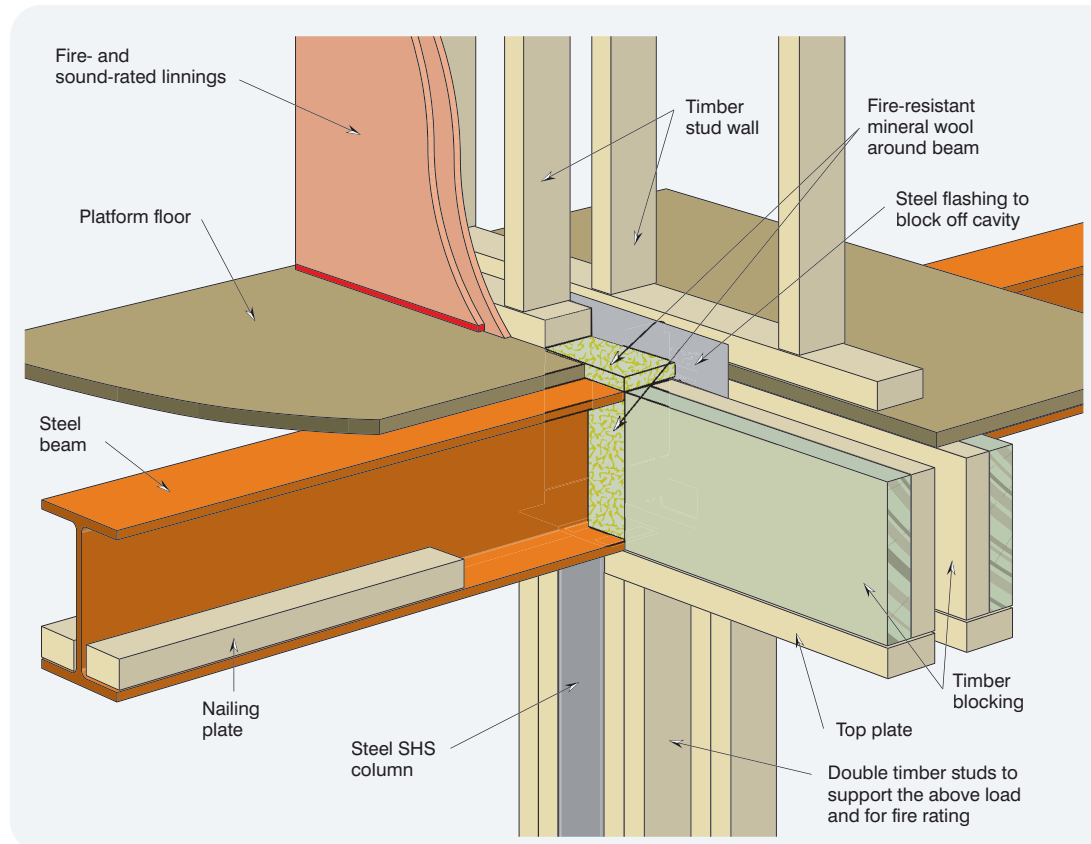 Fire- and
sound-rated linnings
Timber
stud wall
Fire-resistant
mineral wool
around beam
Platform floor
Steel flashing to
block off cavity
Steel
beam
Nailing
plate
Steel SHS
column
Timber
blocking
Top plate
Double timber studs to
support the above load
and for fire rating